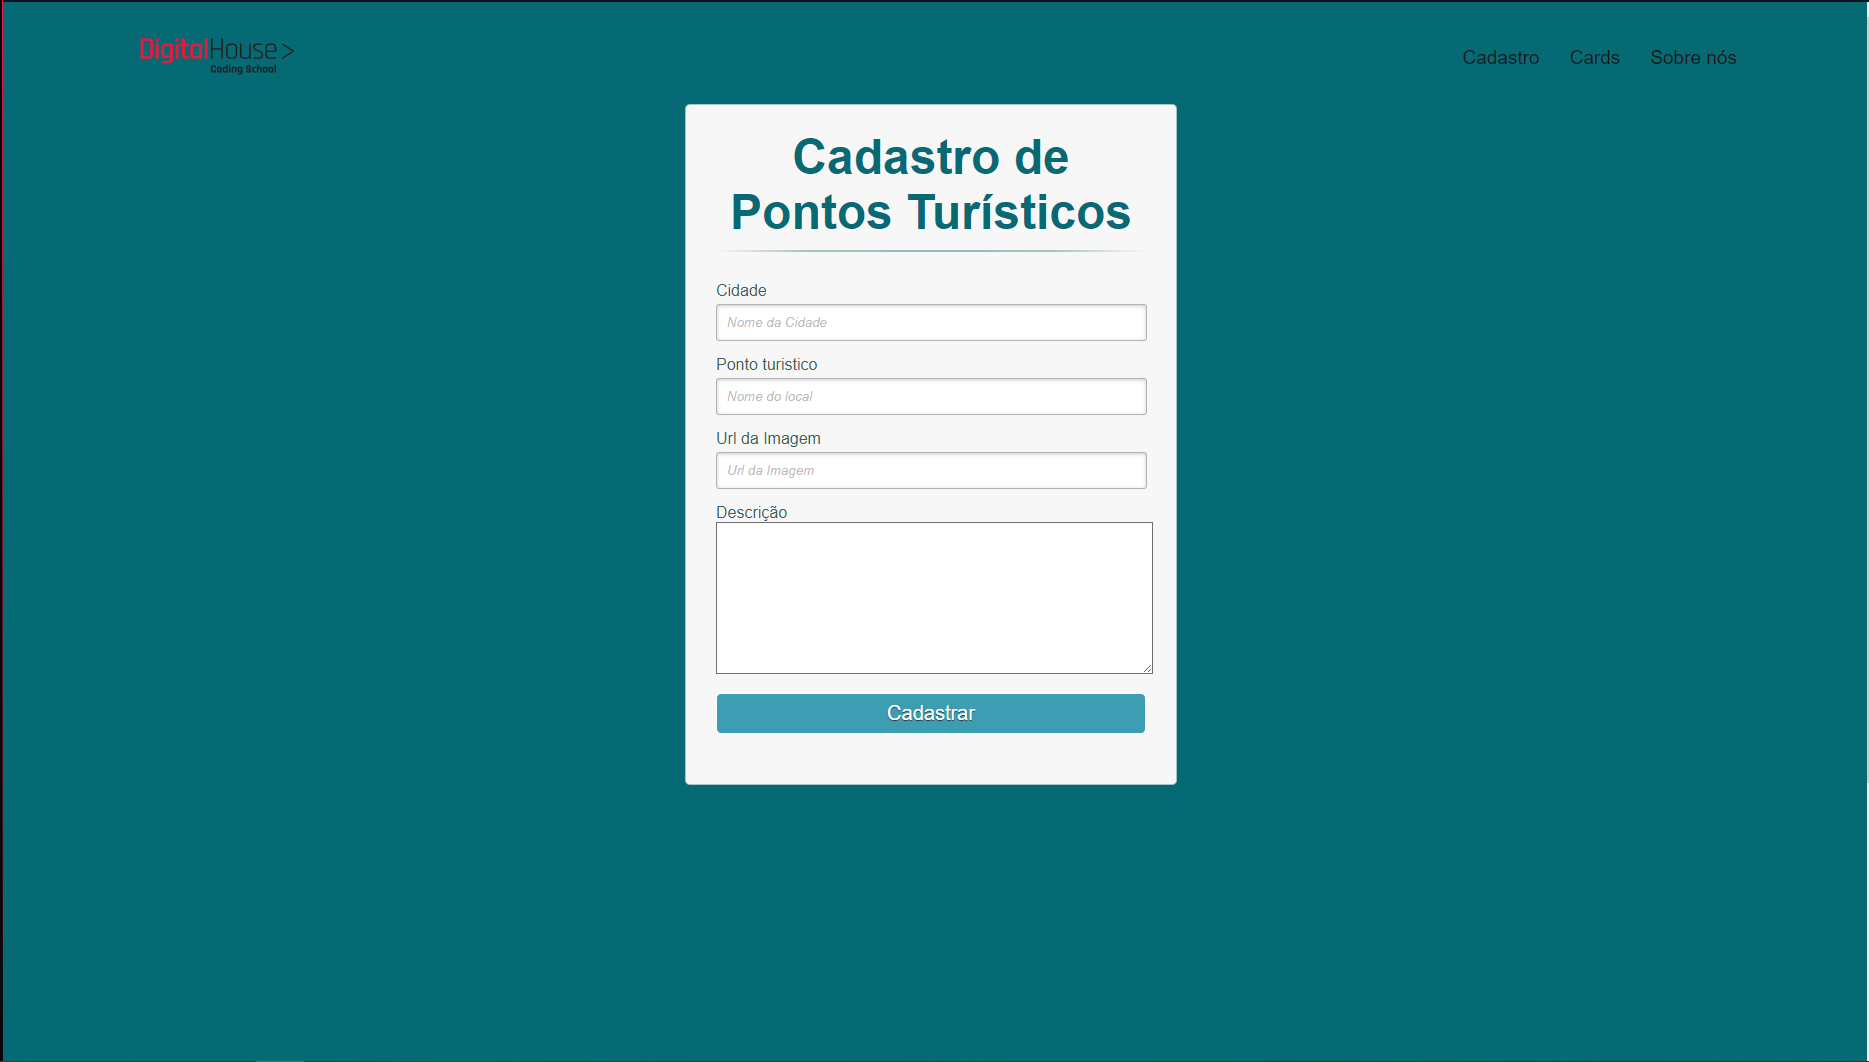 DigitalHouse >
Coding School
Cadastro Cards Sobre nós
Cadastro de
Pontos Turísticos
Cidade
Nome da Cidade
Ponto turistico
Nome do local
Url da Imagem
Url da Imagem
Descrição
Cadastrar